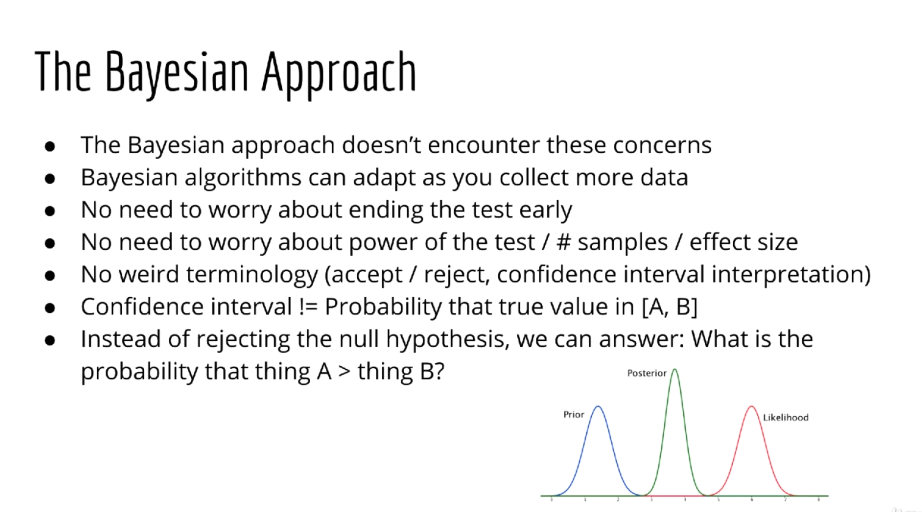 The Bayesian Approach
● The Bayesian approach doesn't encounter these concerns
● Bayesian algorithms can adapt as you collect more data
● No need to worry about ending the test early
● No need to worry about power of the test / # samples / effect size
● No weird terminology (accept / reject, confidence interval interpretation)
● Confidence interval != Probability that true value in [A, B]
● Instead of rejecting the null hypothesis, we can answer: What is the
probability that thing A > thing B?
Posterior
Prior
Likelihood